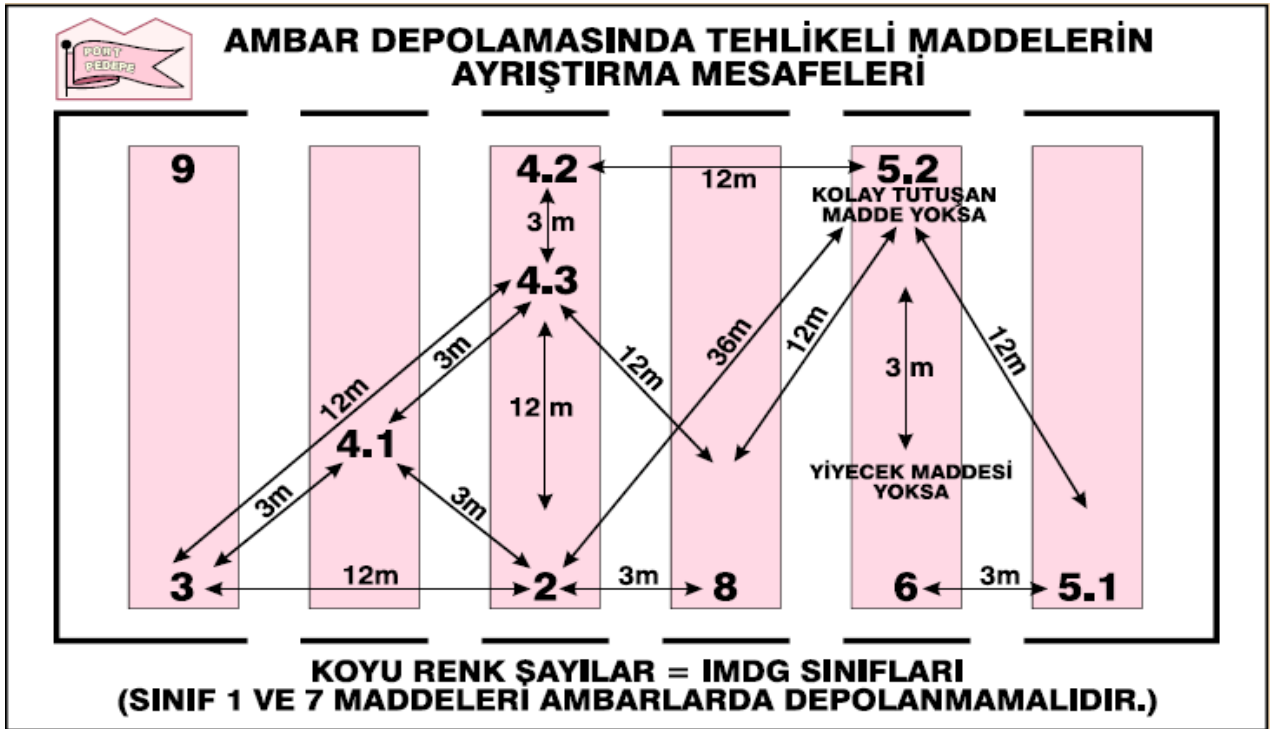 PORT
PEDEPE
AMBAR DEPOLAMASINDA TEHLİKELİ MADDELERİN
AYRIŞTIRMA MESAFELERİ
9
4.2
12m
5.2
KOLAY TUTUŞAN
MADDE YOKSA
3 m
4.3
12m
3m
12 m
12m
36m
12m
3 m
12m
4.1
3m
3m
YİYECEK MADDESİ
YOKSA
3
12m
2
3m
8
6
3m
5.1
KOYU RENK ŞAYILAR = IMDG SINIFLARI
(SINIF 1 VE 7 MADDELERİ AMBARLARDA DEPOLANMAMALIDIR.)